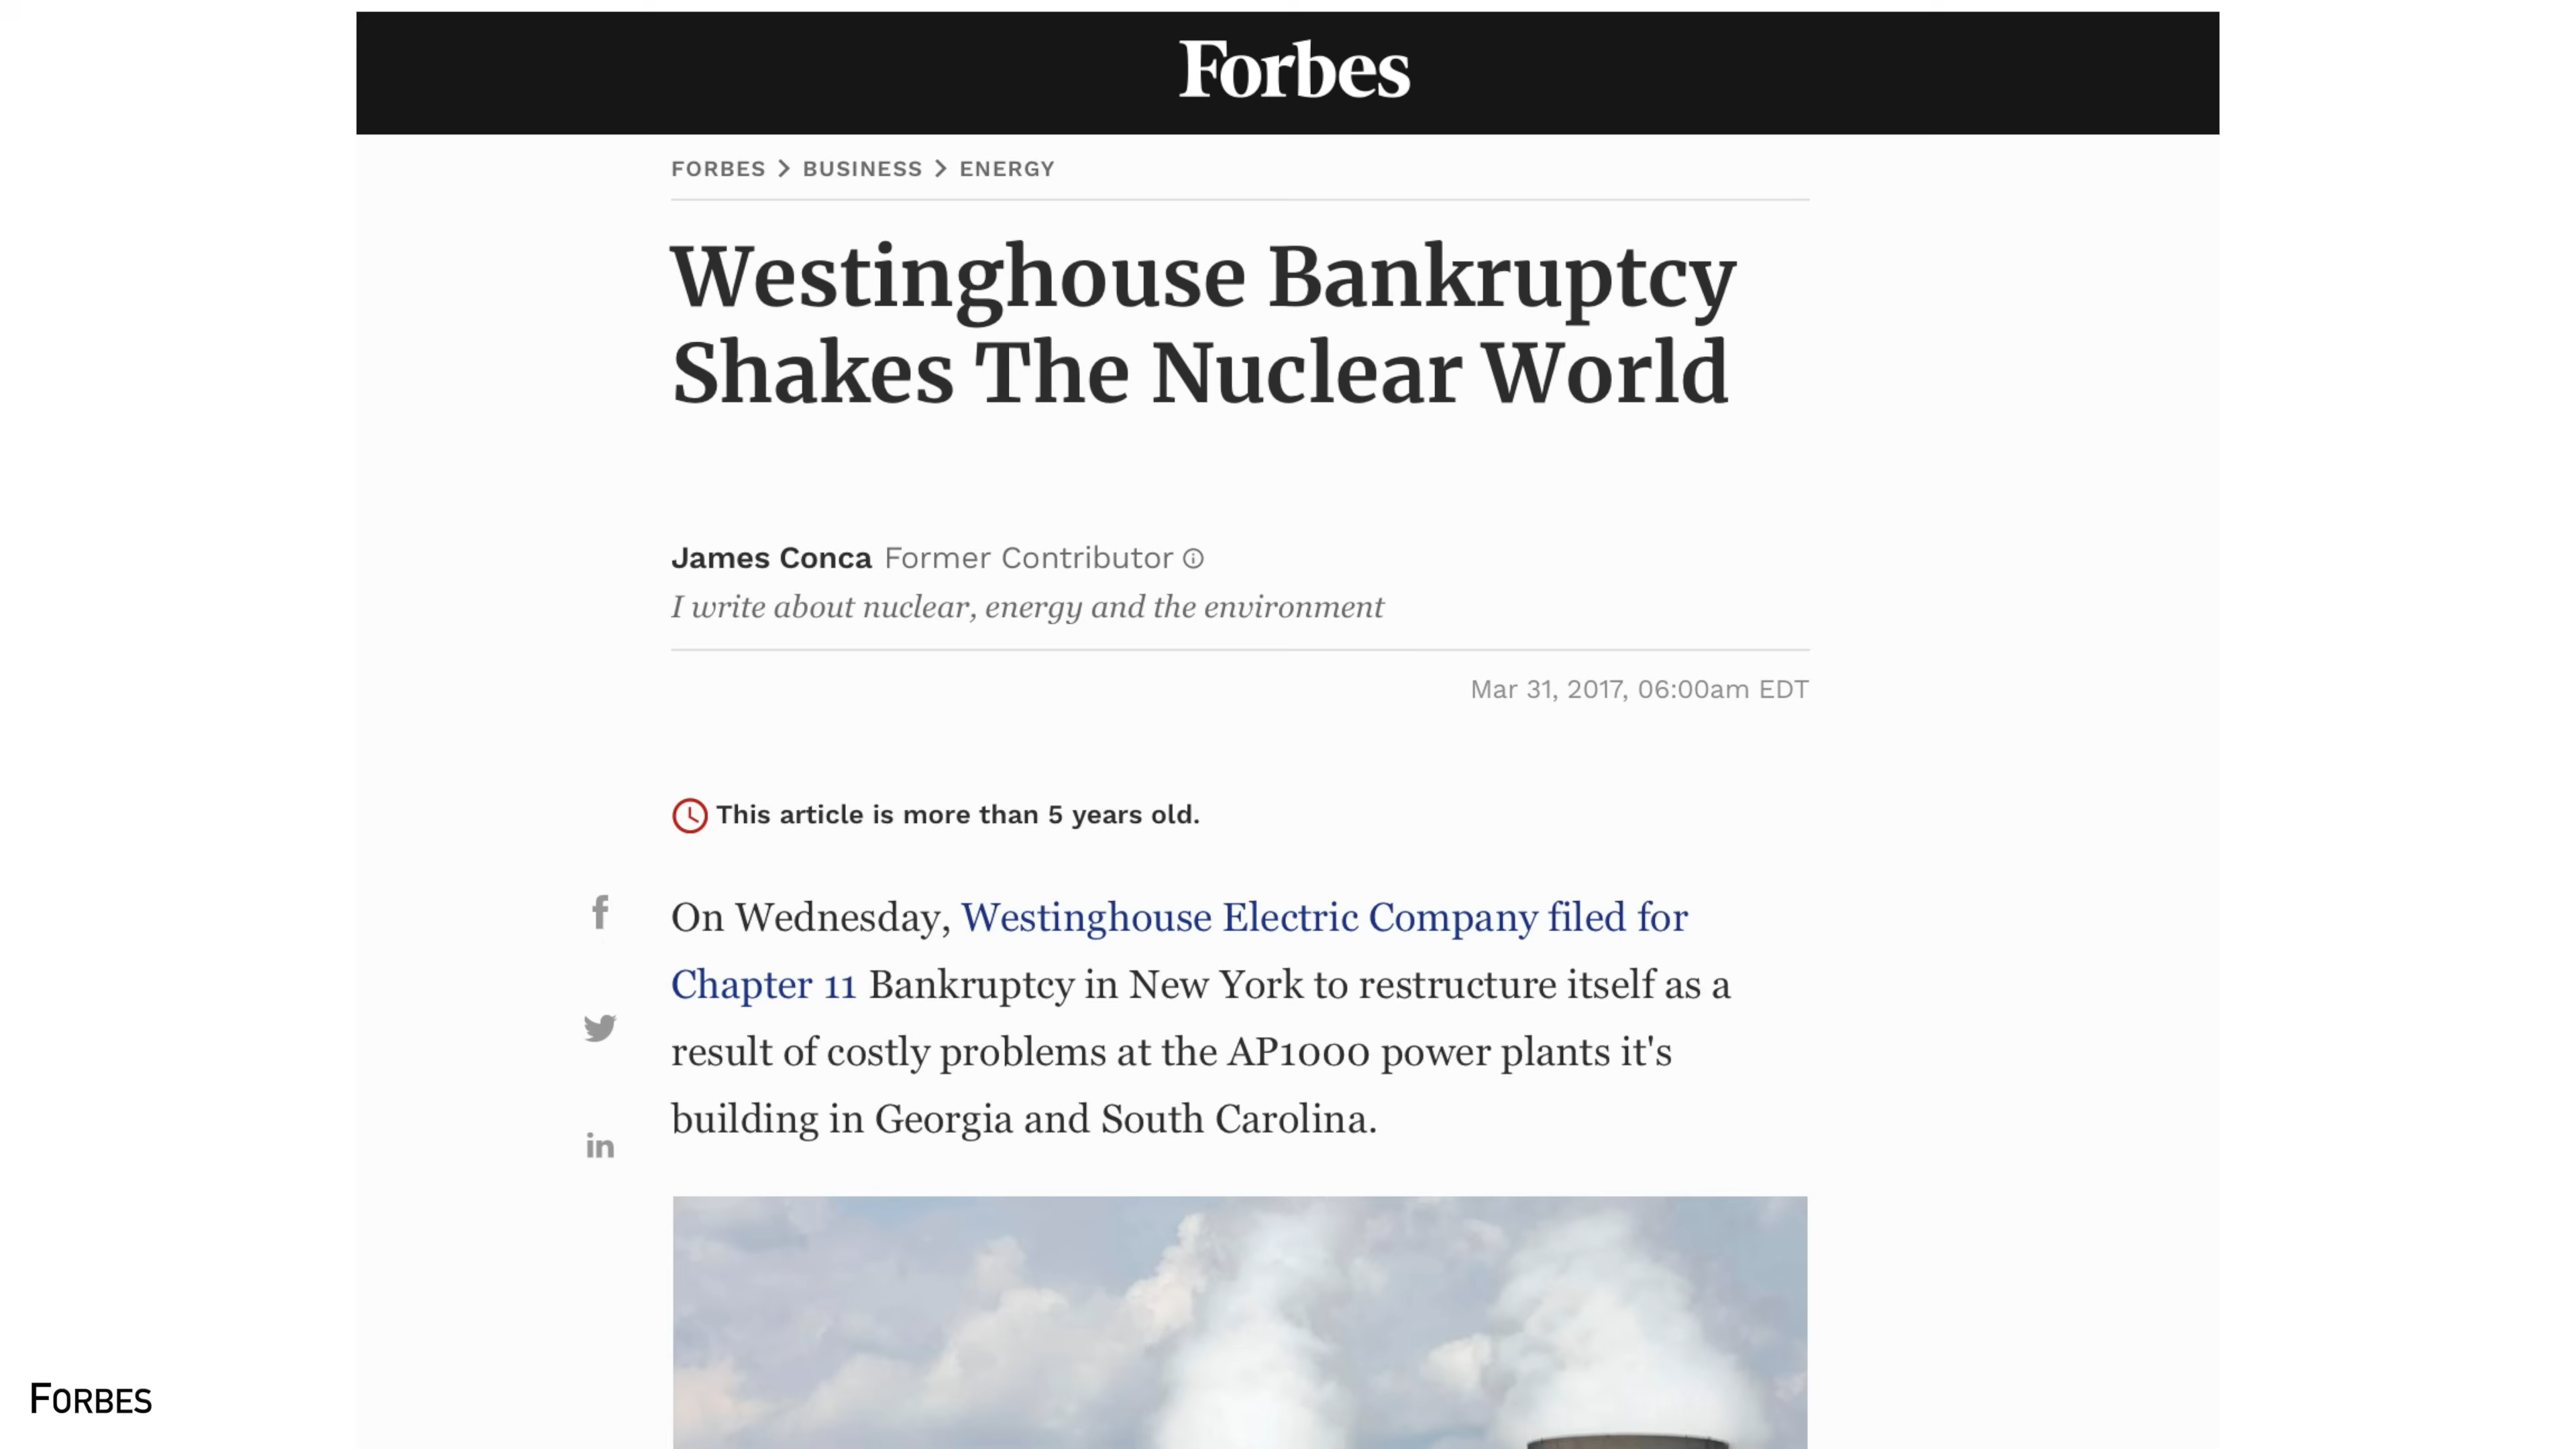 Forbes
FORBES > BUSINESS > ENERGY
Westinghouse Bankruptcy
Shakes The Nuclear World
James Conca Former Contributor
I write about nuclear, energy and the environment
Mar 31, 2017, 06:00am EDT
This article is more than 5 years old.
On Wednesday, Westinghouse Electric Company filed for
Chapter 11 Bankruptcy in New York to restructure itself as a
result of costly problems at the AP1000 power plants it's
building in Georgia and South Carolina.
FORBES